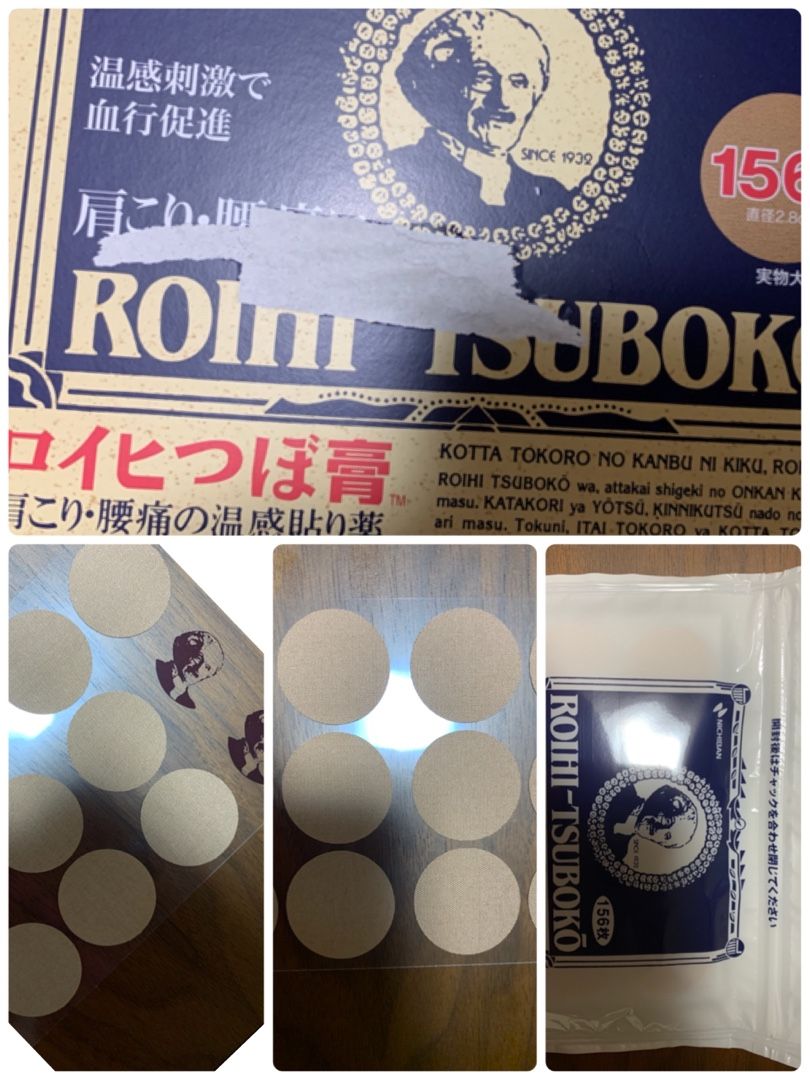 温感刺激で
血行促進
SINCE 1932
156
直径2.8
実物大
肩こり・腰
ROIHI TSUBOKO
ロイヒつぼ膏
TM
肩こり・腰痛の温感貼り薬
KOTTA TOKORO NO KANBU NI KIKU, ROI
ROIHI TSUBOKŌ wa, attakai shigeki no ONKAN K
masu. KATAKORI ya YŌTSŪ, KINNIKUTSŪ nado no
ari masu. Tokuni, ITAI TOKORO ya KOTTA TO
NICHIBAN
SINCE 1932
ROIHI-TSUBOKŌ
156枚
開封後はチャックを合わせ閉じてください